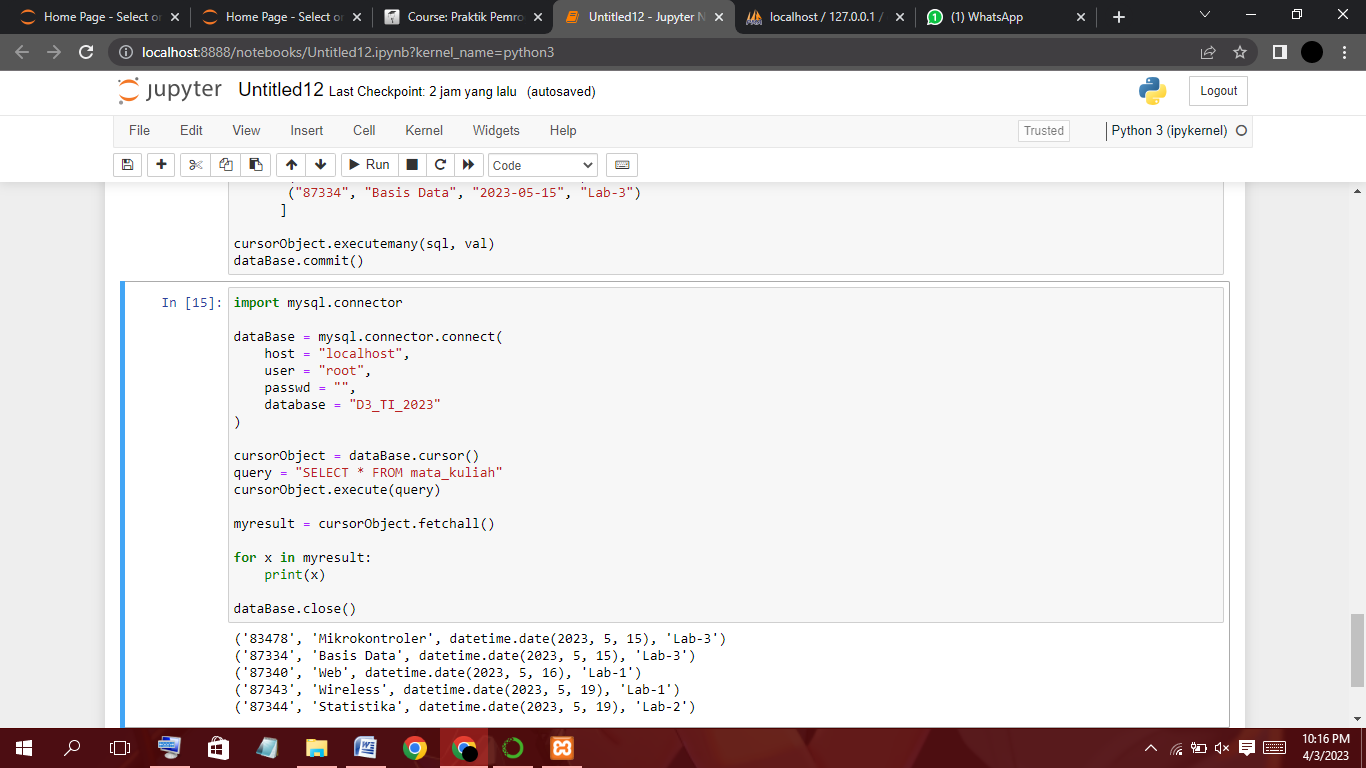 Home Page - Select or
Home Page - Select or
Course: Praktik Pemro
Untitled12 - Jupyter N
localhost / 127.0.0.1 /
(1) WhatsApp
localhost:8888/notebooks/Untitled12.ipynb?kernel_name=python3
jupyter Untitled12 Last Checkpoint: 2 jam yang lalu (autosaved)
Logout
File Edit View Insert Cell Kernel Widgets Help
Trusted
Python 3 (ipykernel)
Run
Code
("87334", "Basis Data", "2023-05-15", "Lab-3")
]
cursorObject.executemany(sql, val)
dataBase.commit()
In [15]:
import mysql.connector
dataBase = mysql.connector.connect(
host = "localhost",
user = "root",
passwd = "",
database = "D3_TI_2023"
)
cursorObject = dataBase.cursor()
query = "SELECT * FROM mata_kuliah"
cursorObject.execute(query)
myresult = cursorObject.fetchall()
for x in myresult:
print(x)
dataBase.close()
('83478', 'Mikrokontroler', datetime.date(2023, 5, 15), 'Lab-3')
('87334', 'Basis Data', datetime.date(2023, 5, 15), 'Lab-3')
('87340', 'Web', datetime.date(2023, 5, 16), 'Lab-1')
('87343', 'Wireless', datetime.date(2023, 5, 19), 'Lab-1')
('87344', 'Statistika', datetime.date(2023, 5, 19), 'Lab-2')
10:16 PM
4/3/2023